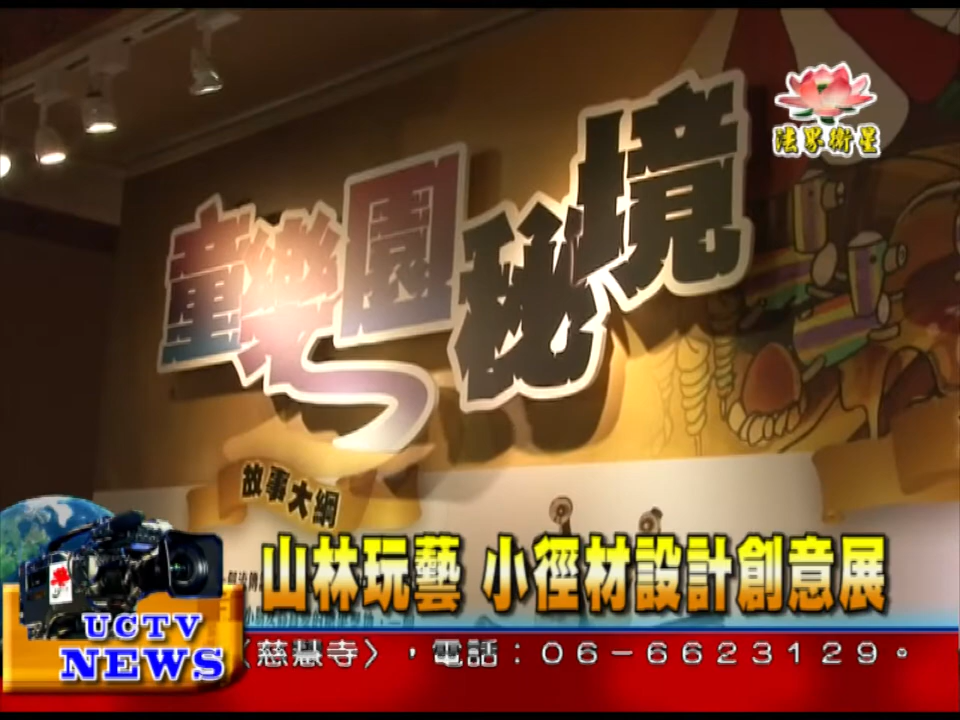 法界衛星
童樂園秘境
故事大綱
山林玩藝 小徑材設計創意展
UCTV
NEWS
〈慈慧寺〉，電話：06-6623129。